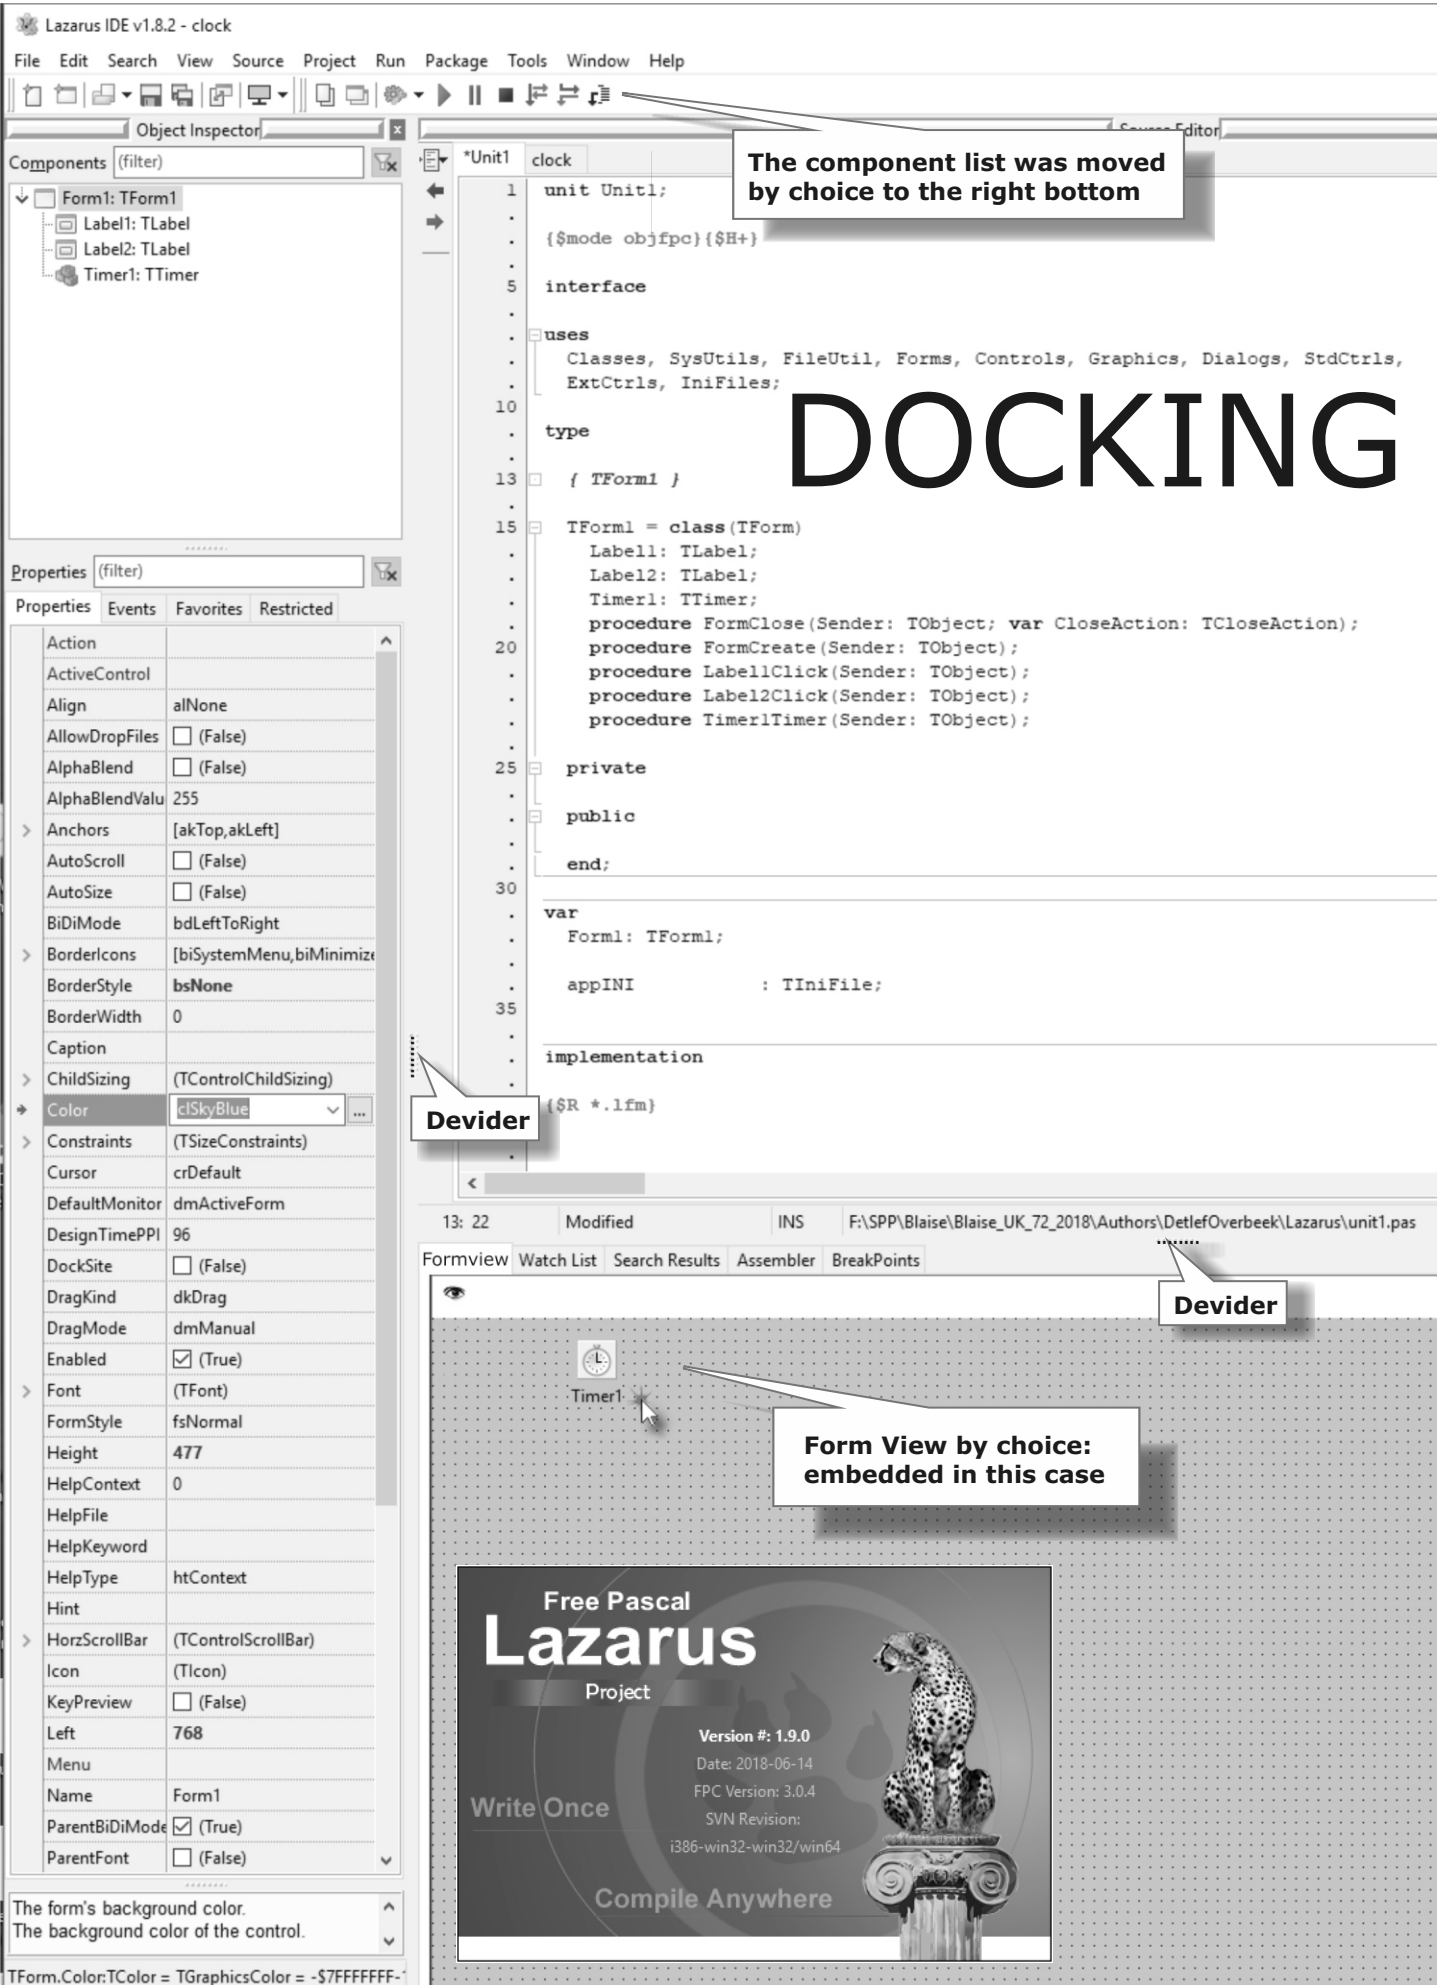 Lazarus IDE v1.8.2 - clock
File Edit Search View Source Project Run Package Tools Window Help
Object Inspector
Source Editor
Components (filter)
Form1: TForm1
Label1: TLabel
Label2: TLabel
Timer1: TTimer
*Unit1 clock
The component list was moved
by choice to the right bottom
1 unit Unit1;
.
. {$mode objfpc}{$H+}
.
5 interface
.
. uses
. Classes, SysUtils, FileUtil, Forms, Controls, Graphics, Dialogs, StdCtrls,
. ExtCtrls, IniFiles;
10
. type
.
13 { TForm1 }
.
15 TForm1 = class(TForm)
. Label1: TLabel;
. Label2: TLabel;
. Timer1: TTimer;
. procedure FormClose(Sender: TObject; var CloseAction: TCloseAction);
20 procedure FormCreate(Sender: TObject);
. procedure Label1Click(Sender: TObject);
. procedure Label2Click(Sender: TObject);
. procedure Timer1Timer(Sender: TObject);
.
25 private
.
. public
.
. end;
30
. var
. Form1: TForm1;
.
. appINI : TIniFile;
35
.
. implementation
.
{$R *.lfm}
.
DOCKING
Properties (filter)
Properties Events Favorites Restricted
Action
ActiveControl
Align alNone
AllowDropFiles (False)
AlphaBlend (False)
AlphaBlendValu 255
Anchors [akTop,akLeft]
AutoScroll (False)
AutoSize (False)
BiDiMode bdLeftToRight
BorderIcons [biSystemMenu,biMinimize
BorderStyle bsNone
BorderWidth 0
Caption
ChildSizing (TControlChildSizing)
Color clSkyBlue ...
Constraints (TSizeConstraints)
Cursor crDefault
DefaultMonitor dmActiveForm
DesignTimePPI 96
DockSite (False)
DragKind dkDrag
DragMode dmManual
Enabled (True)
Font (TFont)
FormStyle fsNormal
Height 477
HelpContext 0
HelpFile
HelpKeyword
HelpType htContext
Hint
HorzScrollBar (TControlScrollBar)
Icon (TIcon)
KeyPreview (False)
Left 768
Menu
Name Form1
ParentBiDiMode (True)
ParentFont (False)
The form's background color.
The background color of the control.
TForm.Color:TColor = TGraphicsColor = -$7FFFFFFF-
Devider
13: 22 Modified INS F:\SPP\Blaise\Blaise_UK_72_2018\Authors\DetlefOverbeek\Lazarus\unit1.pas
Formview Watch List Search Results Assembler BreakPoints
Devider
Timer1
Form View by choice:
embedded in this case
Free Pascal
Lazarus
Project
Version #: 1.9.0
Date: 2018-06-14
FPC Version: 3.0.4
Write Once
SVN Revision:
i386-win32-win32/win64
Compile Anywhere